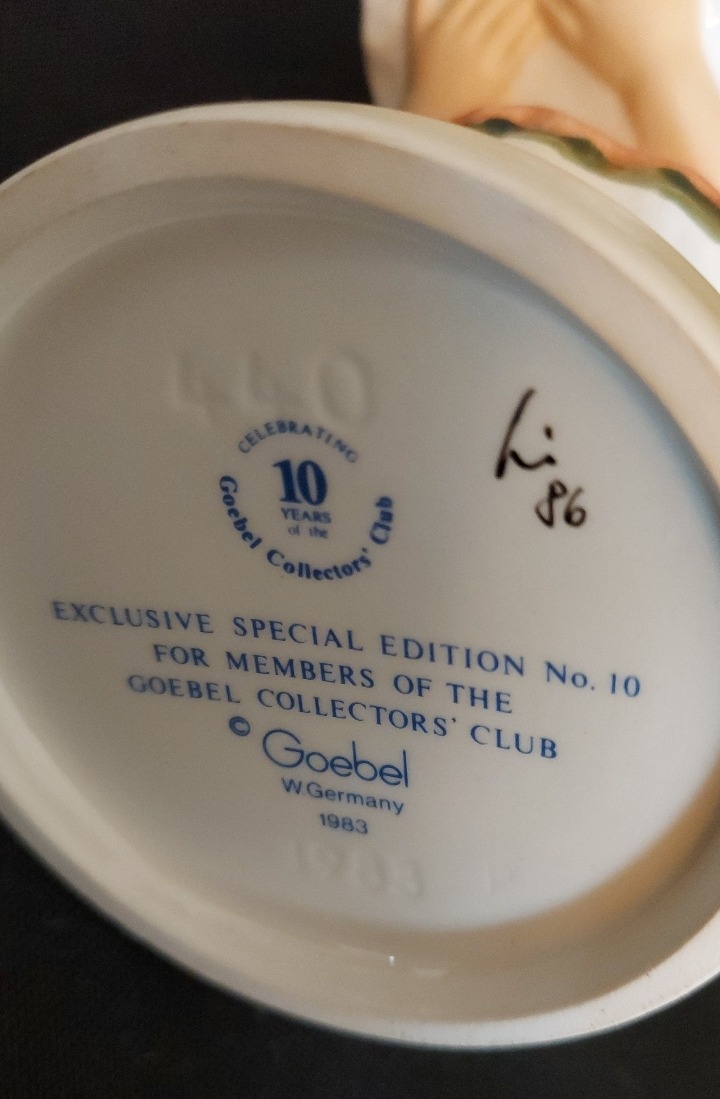 440
CELEBRATING
10
YEARS
of the
Goebel Collectors' Club
86
EXCLUSIVE SPECIAL EDITION No. 10
FOR MEMBERS OF THE
GOEBEL COLLECTORS' CLUB
© Goebel
W.Germany
1983
1983